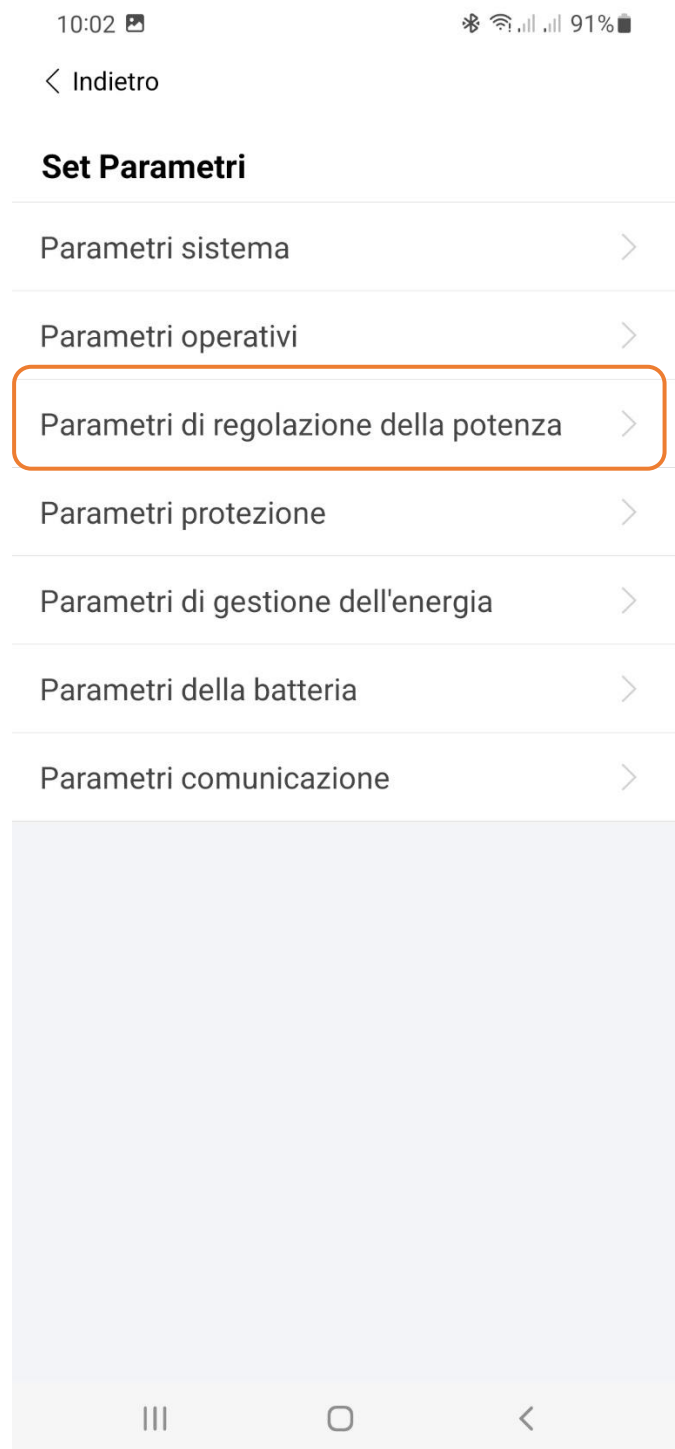 10:02 91%
Indietro
Set Parametri
Parametri sistema
Parametri operativi
Parametri di regolazione della potenza
Parametri protezione
Parametri di gestione dell'energia
Parametri della batteria
Parametri comunicazione